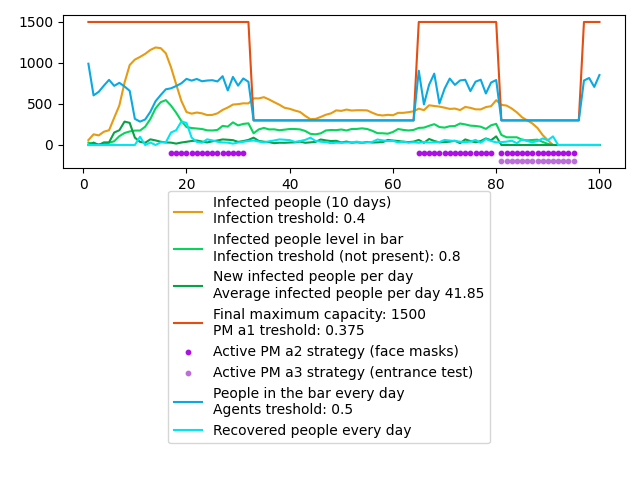 1500
1000
500
0
0 20 40 60 80 100
Infected people (10 days)
Infection treshold: 0.4
Infected people level in bar
Infection treshold (not present): 0.8
New infected people per day
Average infected people per day 41.85
Final maximum capacity: 1500
PM a1 treshold: 0.375
Active PM a2 strategy (face masks)
Active PM a3 strategy (entrance test)
People in the bar every day
Agents treshold: 0.5
Recovered people every day